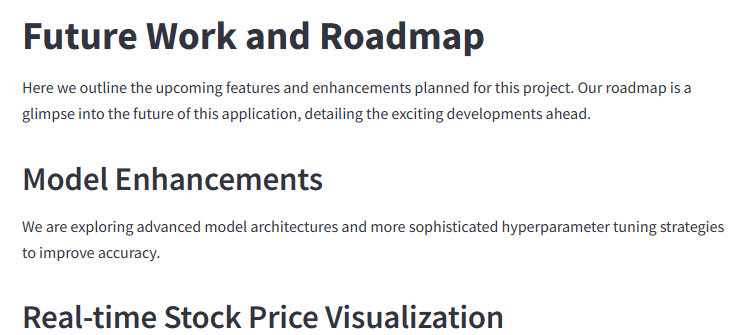 Future Work and Roadmap
Here we outline the upcoming features and enhancements planned for this project. Our roadmap is a
glimpse into the future of this application, detailing the exciting developments ahead.
Model Enhancements
We are exploring advanced model architectures and more sophisticated hyperparameter tuning strategies
to improve accuracy.
Real-time Stock Price Visualization